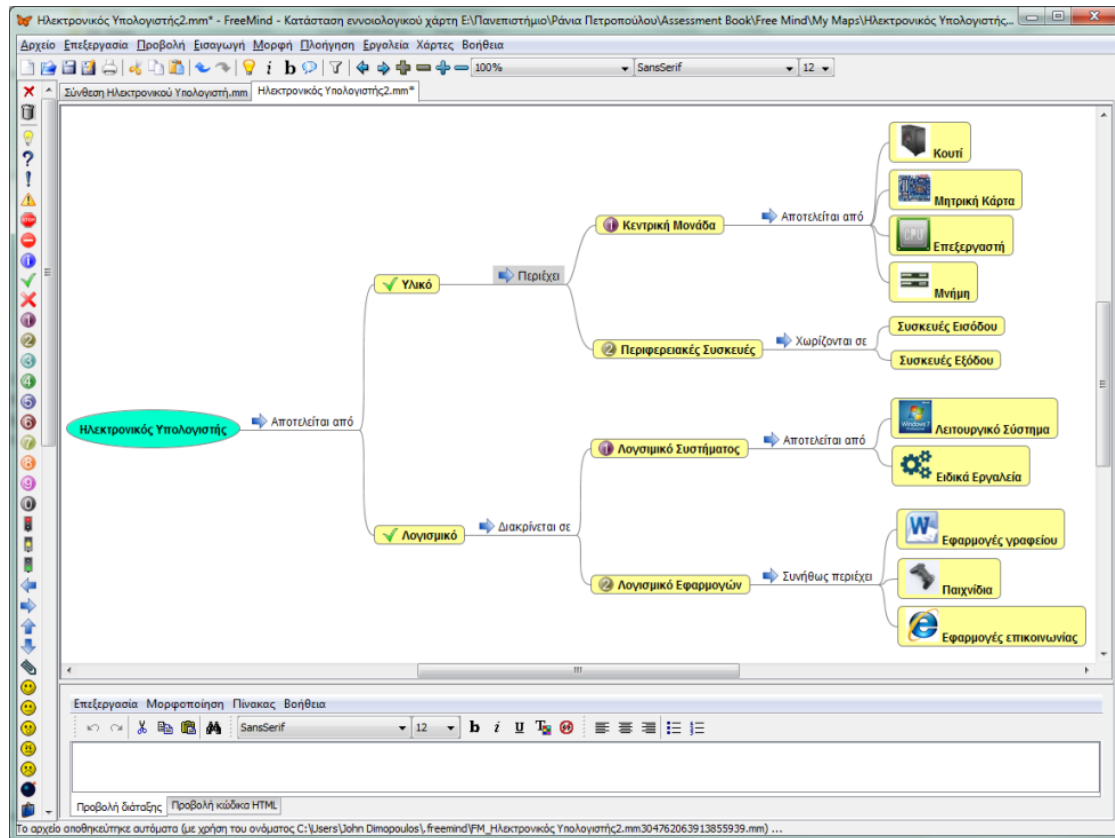 Ηλεκτρονικός Υπολογιστής2.mm* - FreeMind - Κατάσταση εννοιολογικού χάρτη E:\Πανεπιστήμιο\Ράνια Πετροπούλου\Assessment Book\Free Mind\My Maps\Ηλεκτρονικός Υπολογιστής...
Αρχείο Επεξεργασία Προβολή Εισαγωγή Μορφή Πλοήγηση Εργαλεία Χάρτες Βοήθεια
100% SansSerif 12
Σύνθεση Ηλεκτρονικού Υπολογιστή.mm Ηλεκτρονικός Υπολογιστής2.mm*
Κουτί
Μητρική Κάρτα
Κεντρική Μονάδα Αποτελείται από
CPU
Επεξεργαστή
Υλικό Περιέχει
Μνήμη
Συσκευές Εισόδου
Περιφερειακές Συσκευές Χωρίζονται σε
Συσκευές Εξόδου
Ηλεκτρονικός Υπολογιστής Αποτελείται από
Windows 7
Λειτουργικό Σύστημα
Λογσιμικό Συστήματος Αποτελείται από
Ειδικά Εργαλεία
Λογισμικό Διακρίνεται σε
Εφαρμογές γραφείου
Λογισμικό Εφαρμογών Συνήθως περιέχει
Παιχνίδια
Εφαρμογές επικοινωνίας
Επεξεργασία Μορφοποίηση Πίνακας Βοήθεια
SansSerif 12 b i U
Προβολή διάταξης Προβολή κώδικα HTML
Το αρχείο αποθηκεύτηκε αυτόματα (με χρήση του ονόματος C:\Users\John Dimopoulos\.freemind\FM_Ηλεκτρονικός Υπολογιστής2.mm304762063913855939.mm) ...